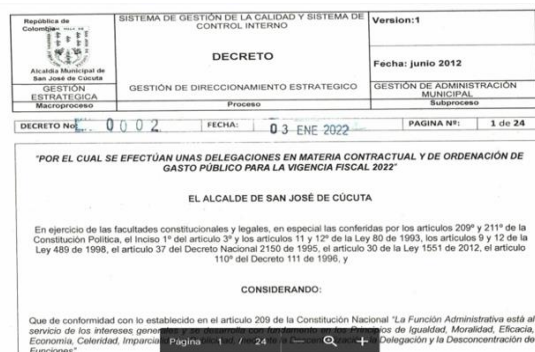 República de
Colombia
Alcaldía Municipal de
San José de Cúcuta
SISTEMA DE GESTIÓN DE LA CALIDAD Y SISTEMA DE
CONTROL INTERNO
Version:1
DECRETO
Fecha: junio 2012
GESTIÓN
ESTRATEGICA
GESTIÓN DE DIRECCIONAMIENTO ESTRATEGICO
GESTIÓN DE ADMINISTRACIÓN
MUNICIPAL
Macroproceso
Proceso
Subproceso
DECRETO No. 0002 FECHA: 03 ENE 2022 PAGINA Nº: 1 de 24
"POR EL CUAL SE EFECTÚAN UNAS DELEGACIONES EN MATERIA CONTRACTUAL Y DE ORDENACIÓN DE
GASTO PÚBLICO PARA LA VIGENCIA FISCAL 2022"
EL ALCALDE DE SAN JOSÉ DE CÚCUTA
En ejercicio de las facultades constitucionales y legales, en especial las conferidas por los artículos 209º y 211º de la
Constitución Política, el Inciso 1º del articulo 3º y los artículos 11 y 12º de la Ley 80 de 1993, los artículos 9 y 12 de la
Ley 489 de 1998, el artículo 37 del Decreto Nacional 2150 de 1995, el artículo 30 de la Ley 1551 de 2012, el artículo
110º del Decreto 111 de 1996, y
CONSIDERANDO:
Que de conformidad con lo establecido en el artículo 209 de la Constitución Nacional "La Función Administrativa está al
servicio de los intereses generales y se desarrolla con fundamento en los Principios de Igualdad, Moralidad, Eficacia,
Economía, Celeridad, Delegación y la Desconcentración de
Funciones"
Página 1 / 24